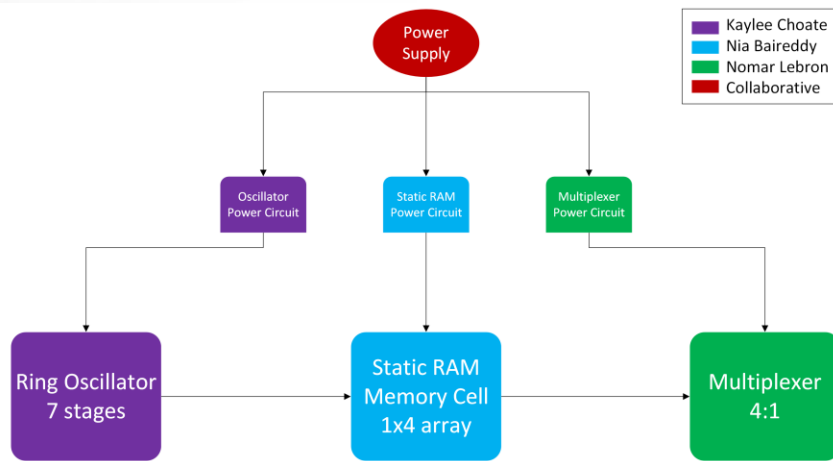 Power
Supply
Kaylee Choate
Nia Baireddy
Nomar Lebron
Collaborative
Oscillator
Power Circuit
Static RAM
Power Circuit
Multiplexer
Power Circuit
Ring Oscillator
7 stages
Static RAM
Memory Cell
1x4 array
Multiplexer
4:1